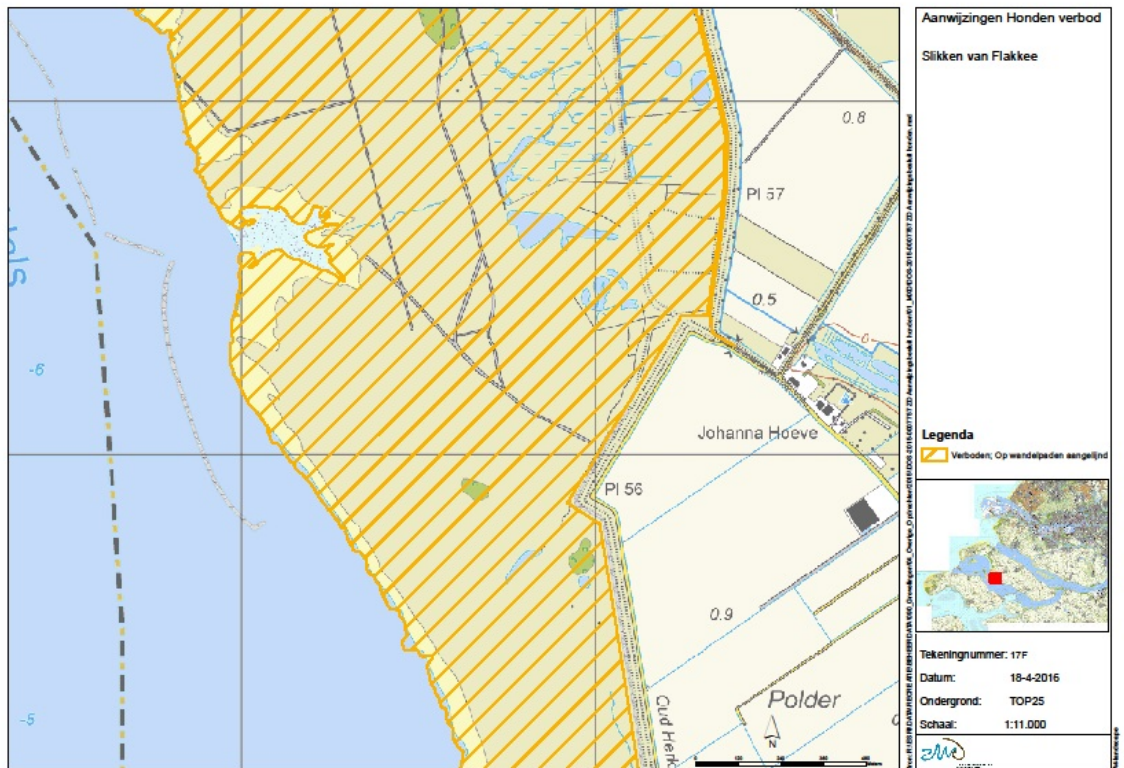 Aanwijzingen Honden verbod
Slikken van Flakkee
0.8
Pl 57
0.5
0
-6
Johanna Hoeve
Pl 56
0.9
Polder
-5
N
Legenda
Verboden; Op wandelpaden aangelijnd
Tekeningnummer: 17F
Datum: 18-4-2016
Ondergrond: TOP25
Schaal: 1:11.000